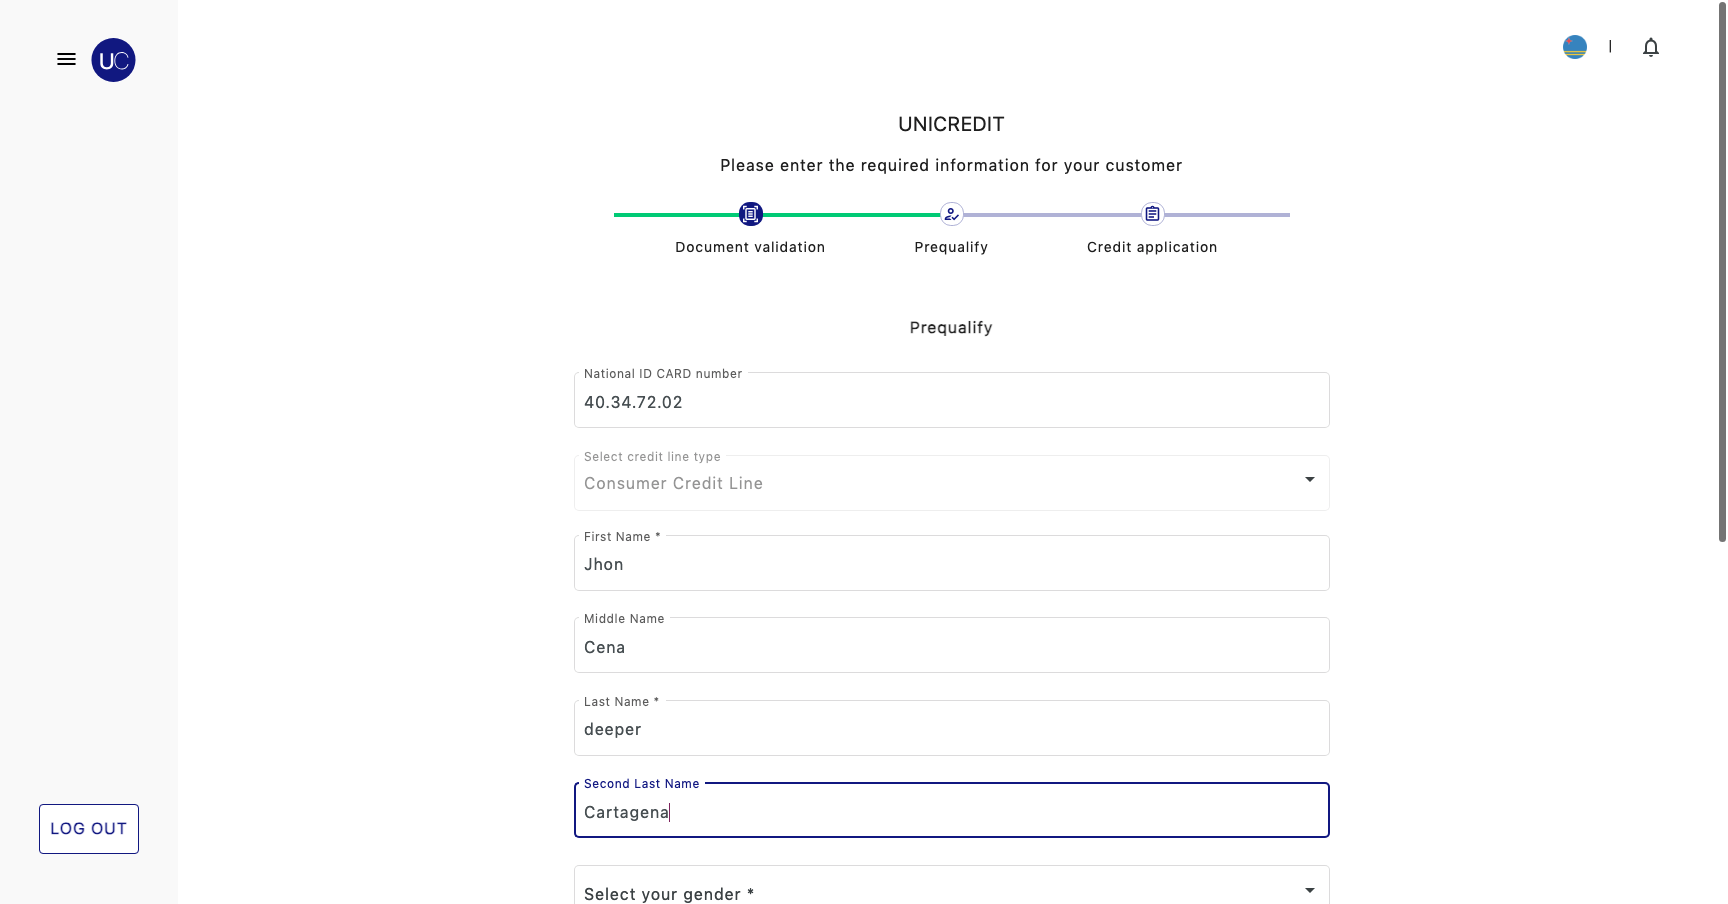 UC
UNICREDIT
Please enter the required information for your customer
Document validation
Prequalify
Credit application
Prequalify
National ID CARD number
40.34.72.02
Select credit line type
Consumer Credit Line
First Name *
Jhon
Middle Name
Cena
Last Name *
deeper
Second Last Name
Cartagena
Select your gender *
LOG OUT